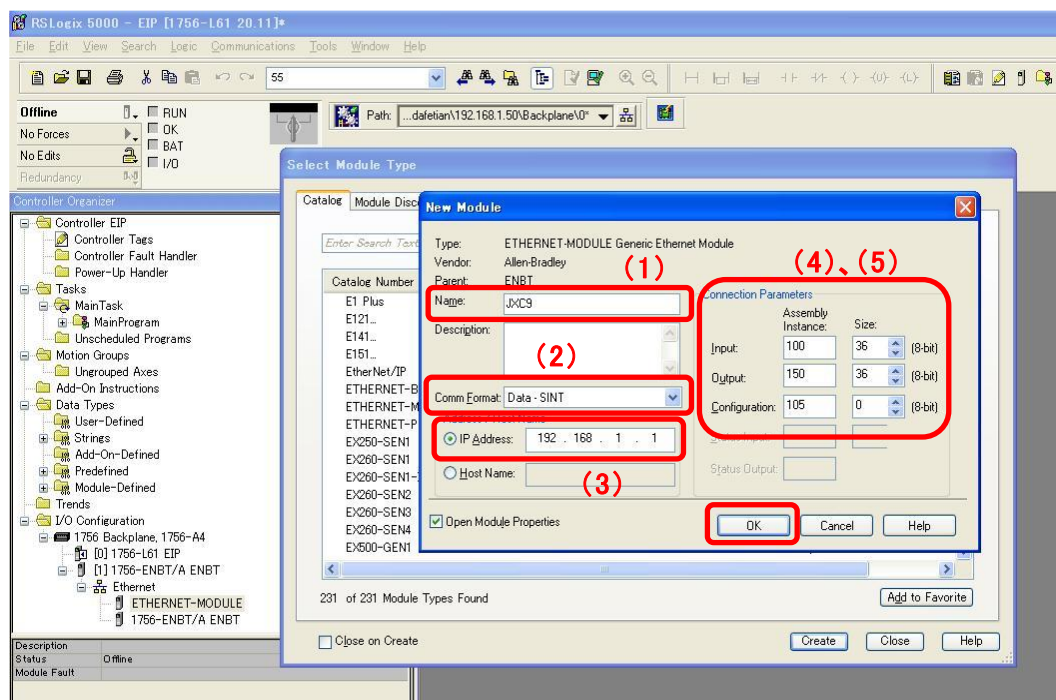 RSLogix 5000 - EIP [1756-L61 20.11]*
File Edit View Search Logic Communications Tools Window Help
55
Offline
RUN
No Forces
OK
No Edits
BAT
Redundancy
I/O
Path: ...dafetian\192.168.1.50\Backplane\0*
Controller Organizer
Controller EIP
Controller Tags
Controller Fault Handler
Power-Up Handler
Tasks
MainTask
MainProgram
Unscheduled Programs
Motion Groups
Ungrouped Axes
Add-On Instructions
Data Types
User-Defined
Strings
Add-On-Defined
Predefined
Module-Defined
Trends
I/O Configuration
1756 Backplane, 1756-A4
[0] 1756-L61 EIP
[1] 1756-ENBT/A ENBT
Ethernet
ETHERNET-MODULE
1756-ENBT/A ENBT
Description
Status Offline
Module Fault
Select Module Type
Catalog Module Disc
Enter Search Text
Catalog Number
E1 Plus
E121...
E141...
E151...
EtherNet/IP
ETHERNET-B
ETHERNET-M
ETHERNET-P
EX250-SEN1
EX260-SEN1
EX260-SEN1-
EX260-SEN2
EX260-SEN3
EX260-SEN4
EX500-GEN1
231 of 231 Module Types Found
Add to Favorite
Close on Create
Create Close Help
New Module
Type: ETHERNET-MODULE Generic Ethernet Module
Vendor: Allen-Bradley
Parent: ENBT
(1)
Name: JXC9
Description:
(2)
Comm Format: Data - SINT
IP Address: 192 . 168 . 1 . 1
Host Name:
(3)
Open Module Properties
(4)、(5)
Connection Parameters
Assembly
Instance: Size:
Input: 100 36 (8-bit)
Output: 150 36 (8-bit)
Configuration: 105 0 (8-bit)
Status Output:
OK Cancel Help